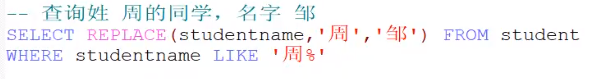 -- 查询姓 周的同学，名字 邹
SELECT REPLACE(studentname,'周','邹') FROM student
WHERE studentname LIKE '周%'